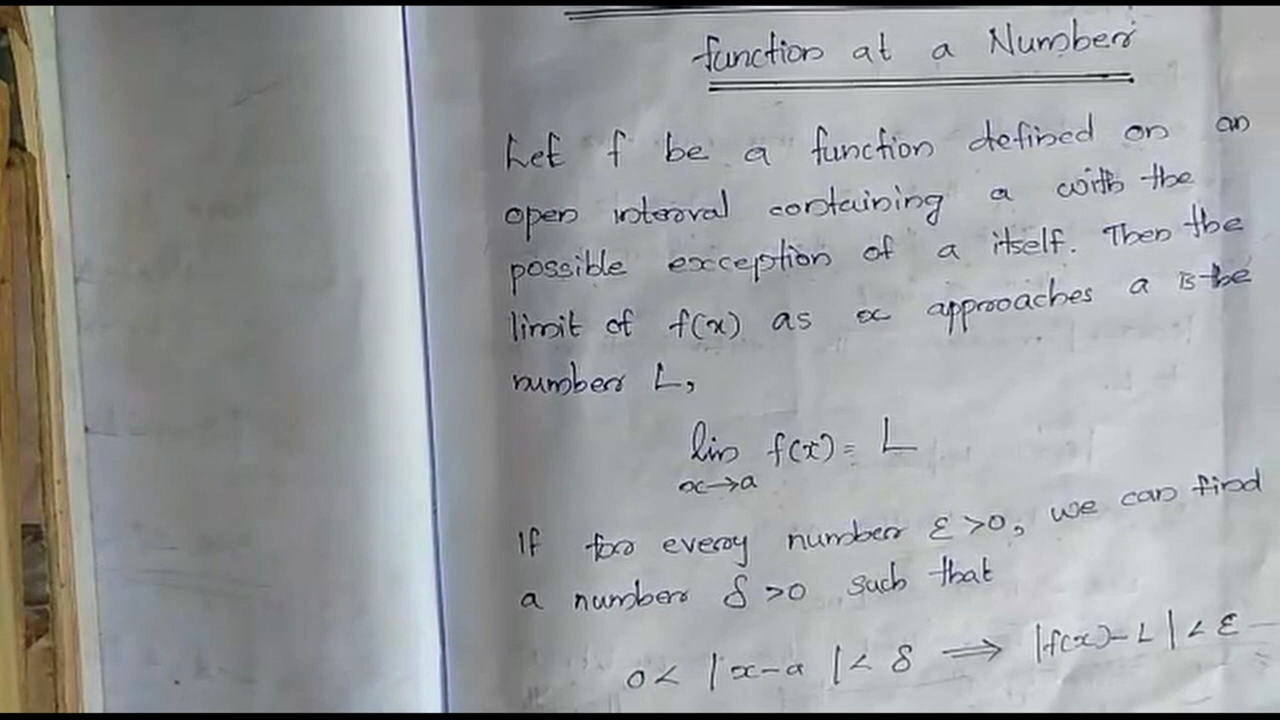 function at a Number
Let f be a function defined on an
open interval containing a with the
possible exception of a itself. Then the
limit of f(x) as x approaches a is the
number L,
lim f(x) = L
x→a
If for every number ε >0, we can find
a number δ >0 such that
0< |x-a |< δ ⟹ |f(x)-L|<ε